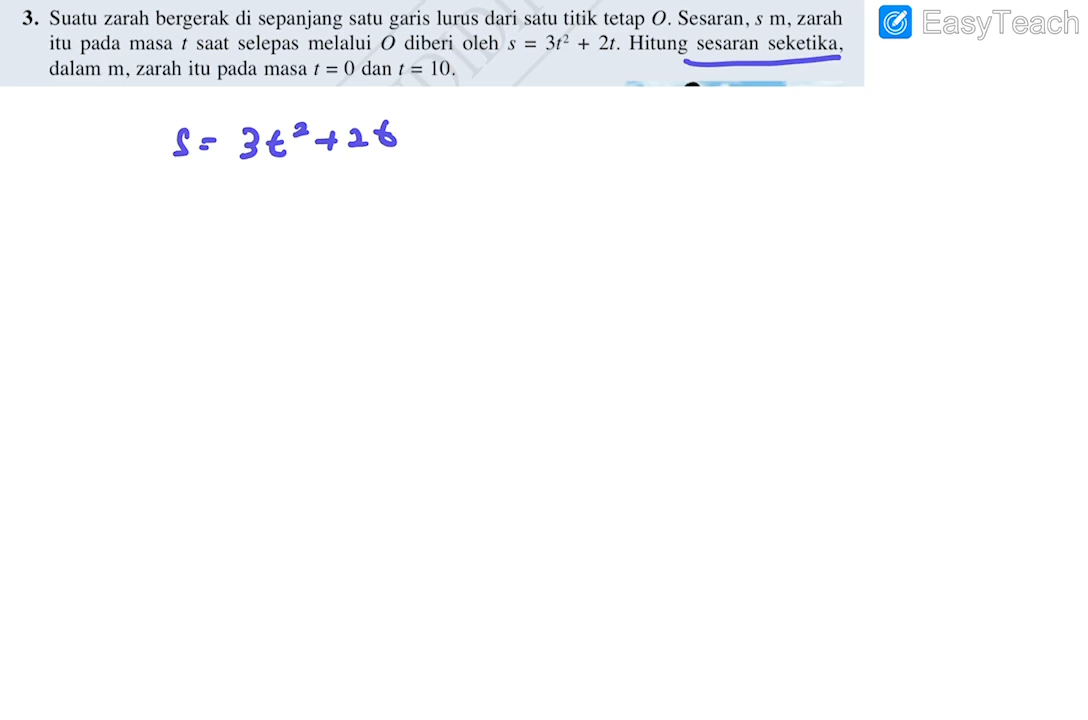 3. Suatu zarah bergerak di sepanjang satu garis lurus dari satu titik tetap O. Sesaran, s m, zarah
itu pada masa t saat selepas melalui O diberi oleh s = 3t² + 2t. Hitung sesaran seketika,
dalam m, zarah itu pada masa t = 0 dan t = 10.
EasyTeach
s = 3t² + 2t